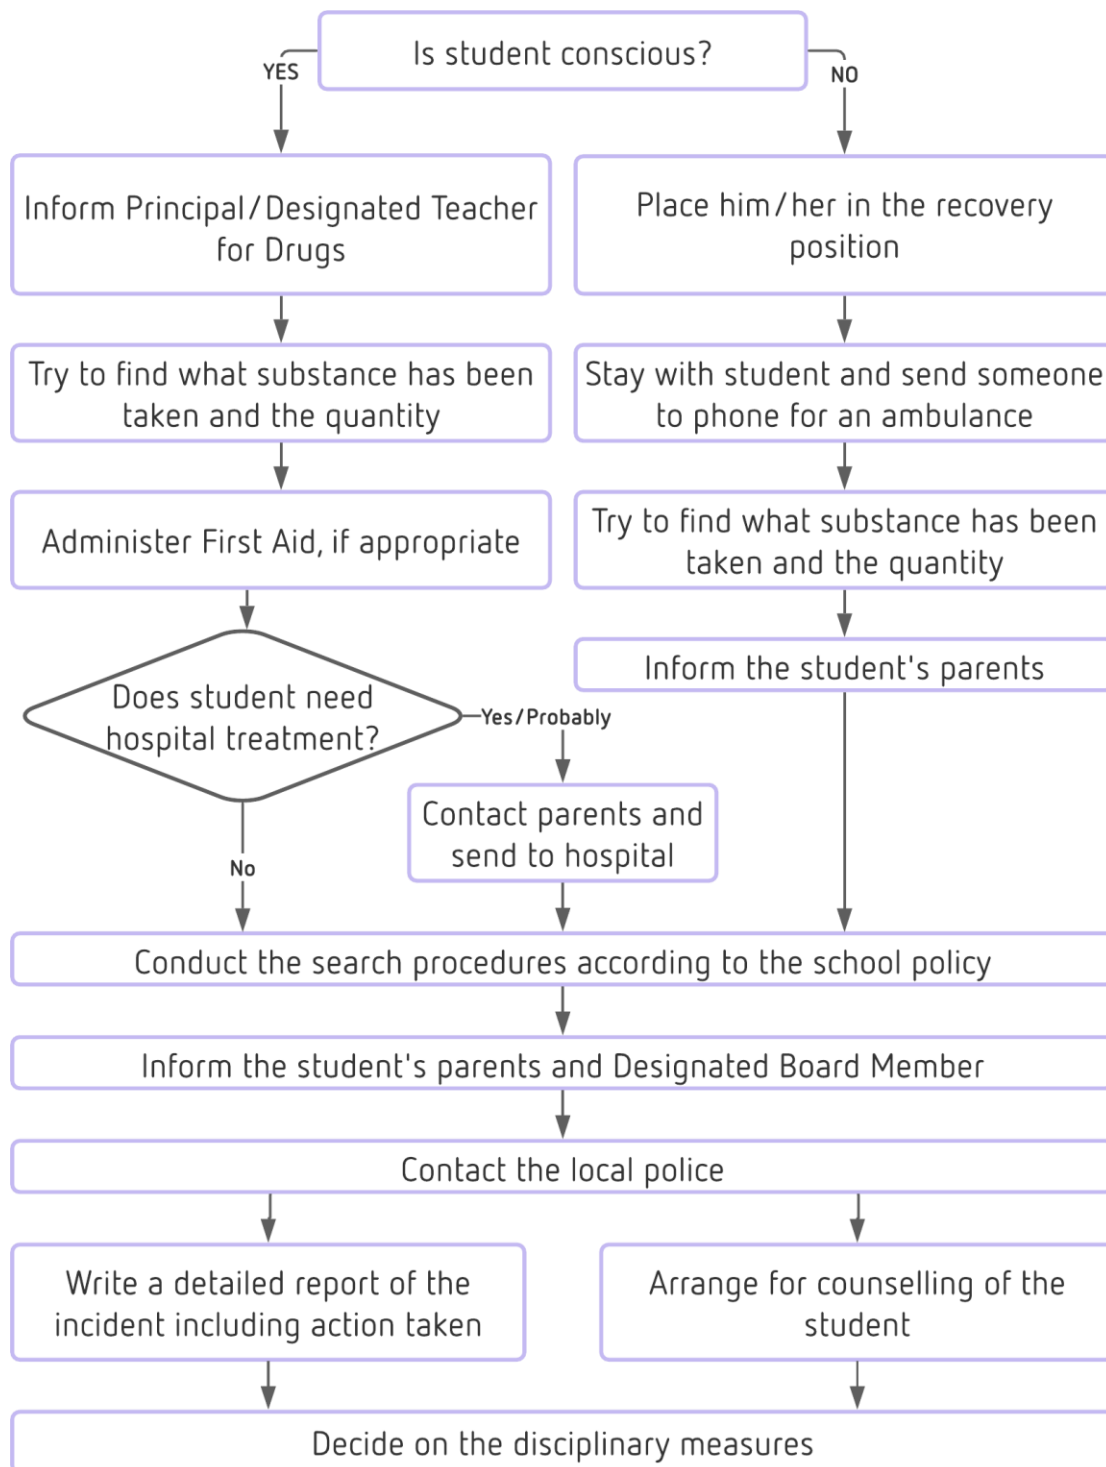 Is student conscious?
YES
NO
Inform Principal/Designated Teacher
for Drugs
Place him/her in the recovery
position
Try to find what substance has been
taken and the quantity
Stay with student and send someone
to phone for an ambulance
Administer First Aid, if appropriate
Try to find what substance has been
taken and the quantity
Does student need
hospital treatment?
Yes/Probably
Inform the student's parents
Contact parents and
send to hospital
No
Conduct the search procedures according to the school policy
Inform the student's parents and Designated Board Member
Contact the local police
Write a detailed report of the
incident including action taken
Arrange for counselling of the
student
Decide on the disciplinary measures